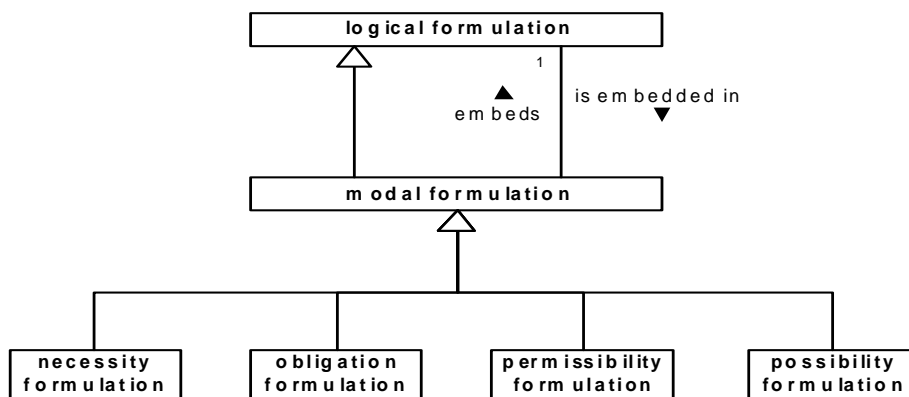 logical formulation
1
embeds
is embedded in
modal formulation
necessity
formulation
obligation
formulation
permissibility
formulation
possibility
formulation